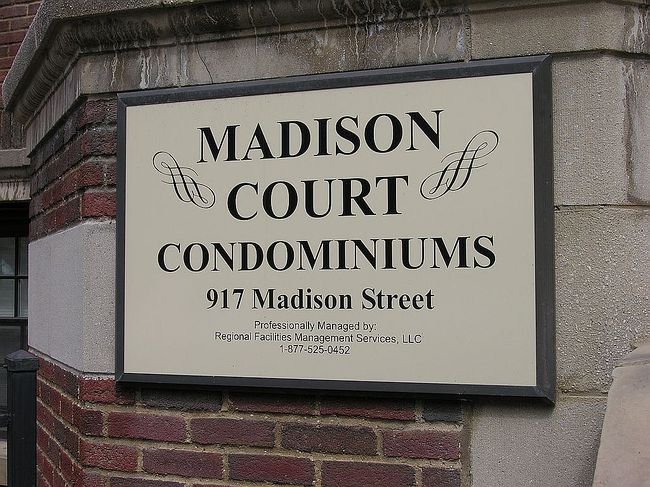 MADISON
COURT
CONDOMINIUMS
917 Madison Street
Professionally Managed by:
Regional Facilities Management Services, LLC
1-877-525-0452